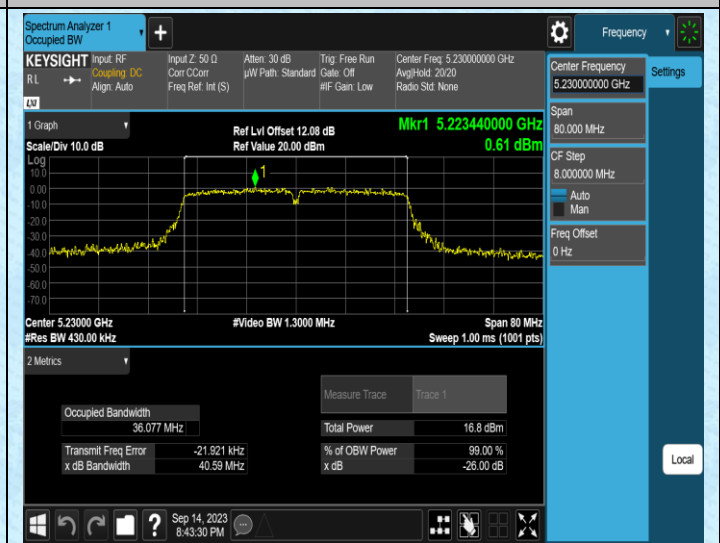 Spectrum Analyzer 1
Occupied BW
+
Frequency
KEYSIGHT
RL
LXI
Input: RF
Coupling: DC
Align: Auto
Input Z: 50 Ω
Corr CCorr
Freq Ref: Int (S)
Atten: 30 dB
µW Path: Standard
Trig: Free Run
Gate: Off
#IF Gain: Low
Center Freq: 5.230000000 GHz
Avg|Hold: 20/20
Radio Std: None
Center Frequency
5.230000000 GHz
Settings
Span
80.000 MHz
CF Step
8.000000 MHz
Auto
Man
Freq Offset
0 Hz
Local
1 Graph
Scale/Div 10.0 dB
Ref Lvl Offset 12.08 dB
Ref Value 20.00 dBm
Mkr1 5.223440000 GHz
0.61 dBm
Log
10.0
0.00
-10.0
-20.0
-30.0
-40.0
-50.0
-60.0
-70.0
1
Center 5.23000 GHz
#Res BW 430.00 kHz
#Video BW 1.3000 MHz
Span 80 MHz
Sweep 1.00 ms (1001 pts)
2 Metrics
Measure Trace Trace 1
Occupied Bandwidth
36.077 MHz
Total Power 16.8 dBm
Transmit Freq Error -21.921 kHz
% of OBW Power 99.00 %
x dB Bandwidth 40.59 MHz
x dB -26.00 dB
?
Sep 14, 2023
8:43:30 PM